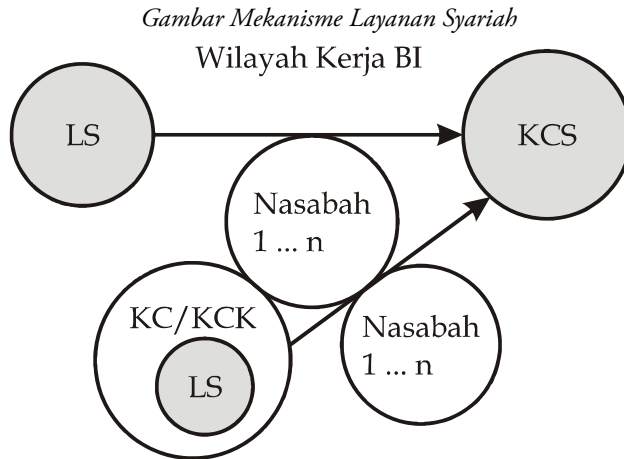 Gambar Mekanisme Layanan Syariah
Wilayah Kerja BI
LS
KCS
Nasabah
1 ... n
KC/KCK
LS
Nasabah
1 ... n